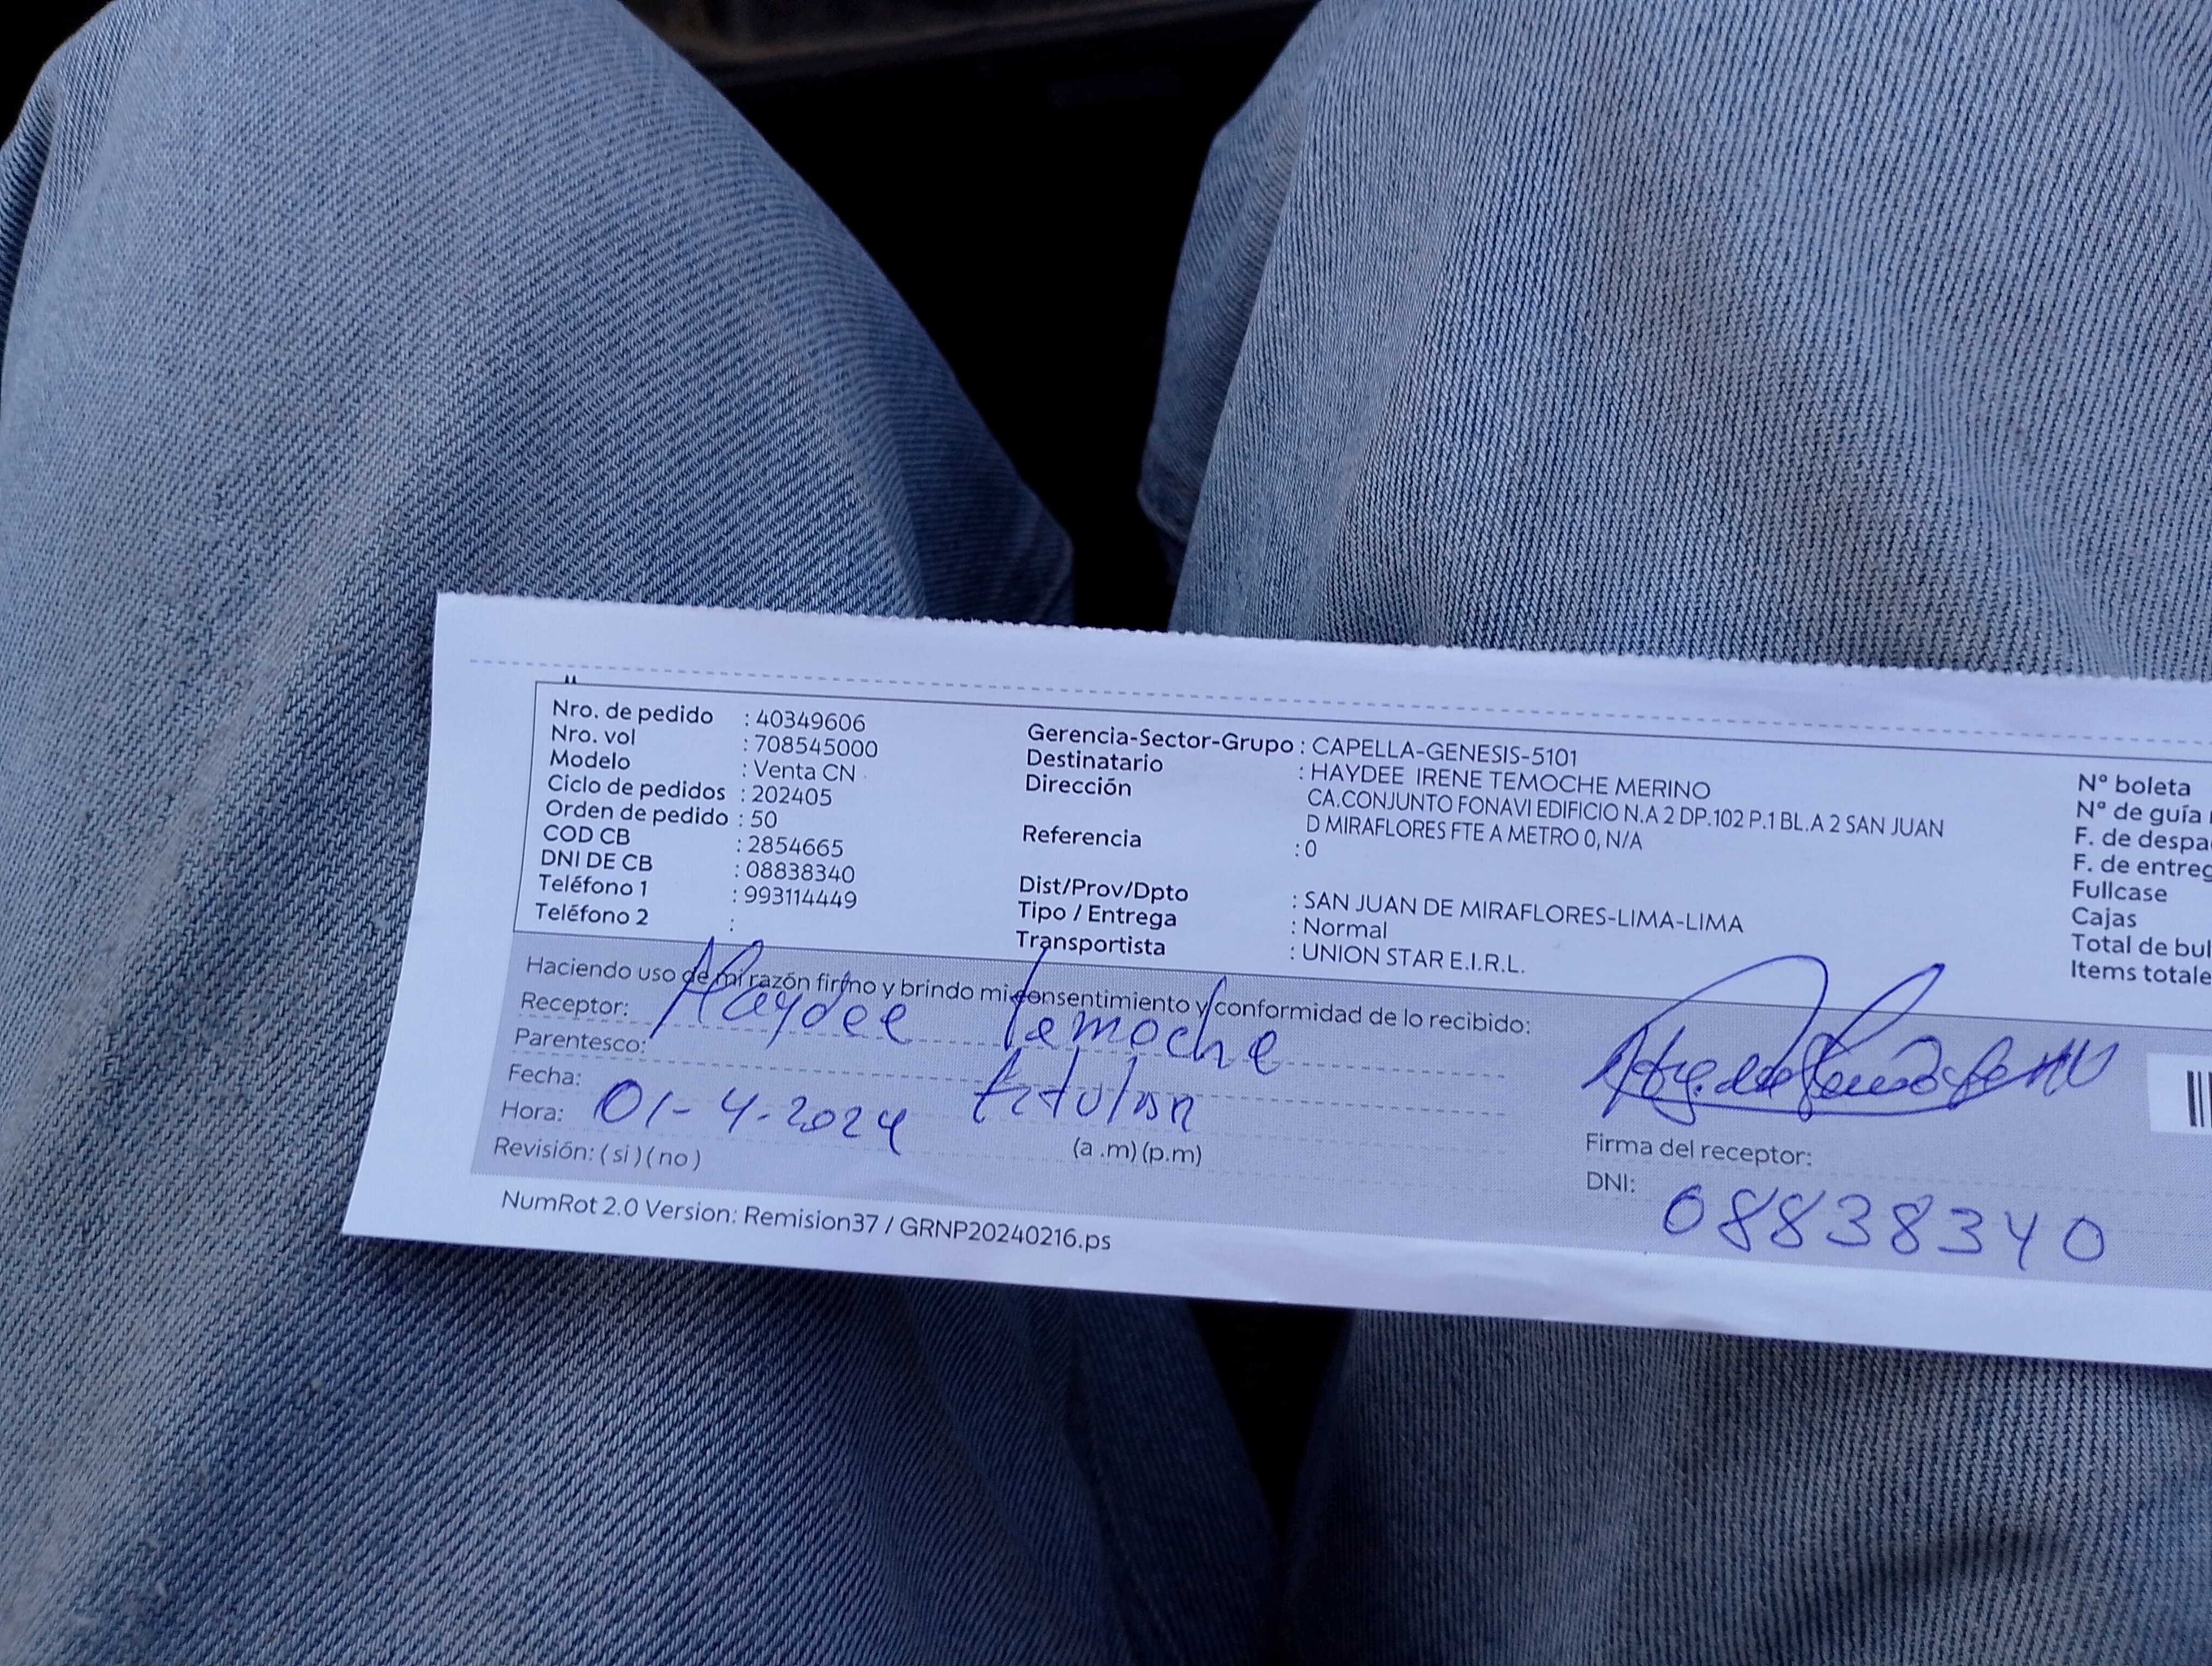 Nro. de pedido : 40349606
Nro. vol : 708545000
Modelo : Venta CN
Ciclo de pedidos : 202405
Orden de pedido : 50
COD CB : 2854665
DNI DE CB : 08838340
Teléfono 1 : 993114449
Teléfono 2 :
Gerencia-Sector-Grupo : CAPELLA-GENESIS-5101
Destinatario : HAYDEE IRENE TEMOCHE MERINO
Dirección CA.CONJUNTO FONAVI EDIFICIO N.A 2 DP.102 P.1 BL.A 2 SAN JUAN
D MIRAFLORES FTE A METRO 0, N/A
Referencia : 0
Dist/Prov/Dpto : SAN JUAN DE MIRAFLORES-LIMA-LIMA
Tipo / Entrega : Normal
Transportista : UNION STAR E.I.R.L.
N° boleta
N° de guía
F. de despa
F. de entreg
Fullcase
Cajas
Total de bul
Items totale
Haciendo uso de mi razón firmo y brindo mi consentimiento y conformidad de lo recibido:
Receptor: Haydee Temoche
Parentesco: titular
Fecha: 01-4-2024
Hora: (a .m) (p.m)
Revisión: ( si ) ( no )
Firma del receptor:
DNI: 08838340
NumRot 2.0 Version: Remision37 / GRNP20240216.ps